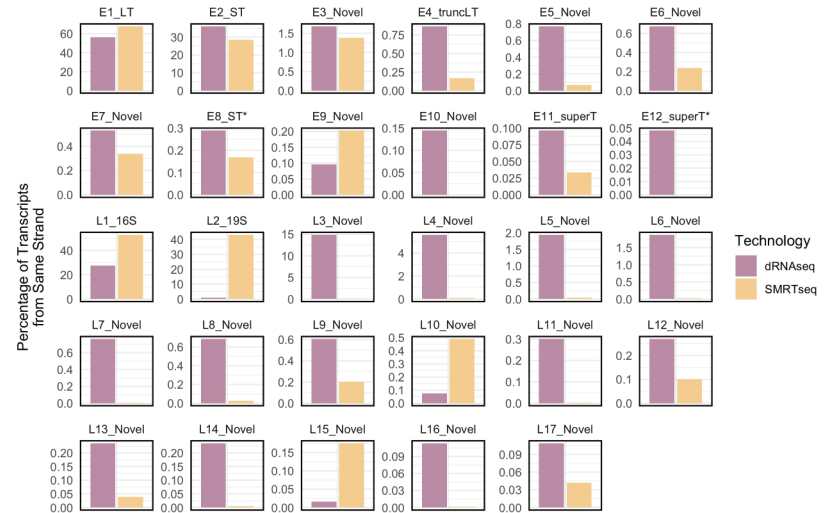 E1_LT E2_ST E3_Novel E4_truncLT E5_Novel E6_Novel
60 40 20 0
30 20 10 0
1.5 1.0 0.5 0.0
0.75 0.50 0.25 0.00
0.8 0.6 0.4 0.2 0.0
0.6 0.4 0.2 0.0
E7_Novel E8_ST* E9_Novel E10_Novel E11_superT E12_superT*
0.4 0.2 0.0
0.3 0.2 0.1 0.0
0.20 0.15 0.10 0.05 0.00
0.15 0.10 0.05 0.00
0.100 0.075 0.050 0.025 0.000
0.05 0.04 0.03 0.02 0.01 0.00
Percentage of Transcripts
from Same Strand
L1_16S L2_19S L3_Novel L4_Novel L5_Novel L6_Novel
40 20 0
40 30 20 10 0
15 10 5 0
4 2 0
2.0 1.5 1.0 0.5 0.0
1.5 1.0 0.5 0.0
Technology
dRNAseq
SMRTseq
L7_Novel L8_Novel L9_Novel L10_Novel L11_Novel L12_Novel
0.6 0.4 0.2 0.0
0.6 0.4 0.2 0.0
0.6 0.4 0.2 0.0
0.5 0.4 0.3 0.2 0.1 0.0
0.3 0.2 0.1 0.0
0.2 0.1 0.0
L13_Novel L14_Novel L15_Novel L16_Novel L17_Novel
0.20 0.15 0.10 0.05 0.00
0.20 0.15 0.10 0.05 0.00
0.15 0.10 0.05 0.00
0.09 0.06 0.03 0.00
0.09 0.06 0.03 0.00